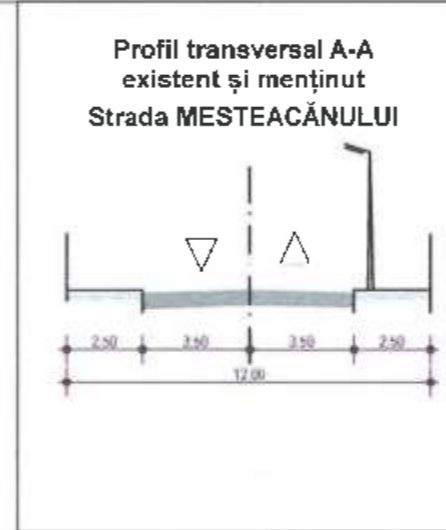 Profil transversal A-A
existent și menținut
Strada MESTEACĂNULUI
2.50 3.50 3.50 2.50
12.00